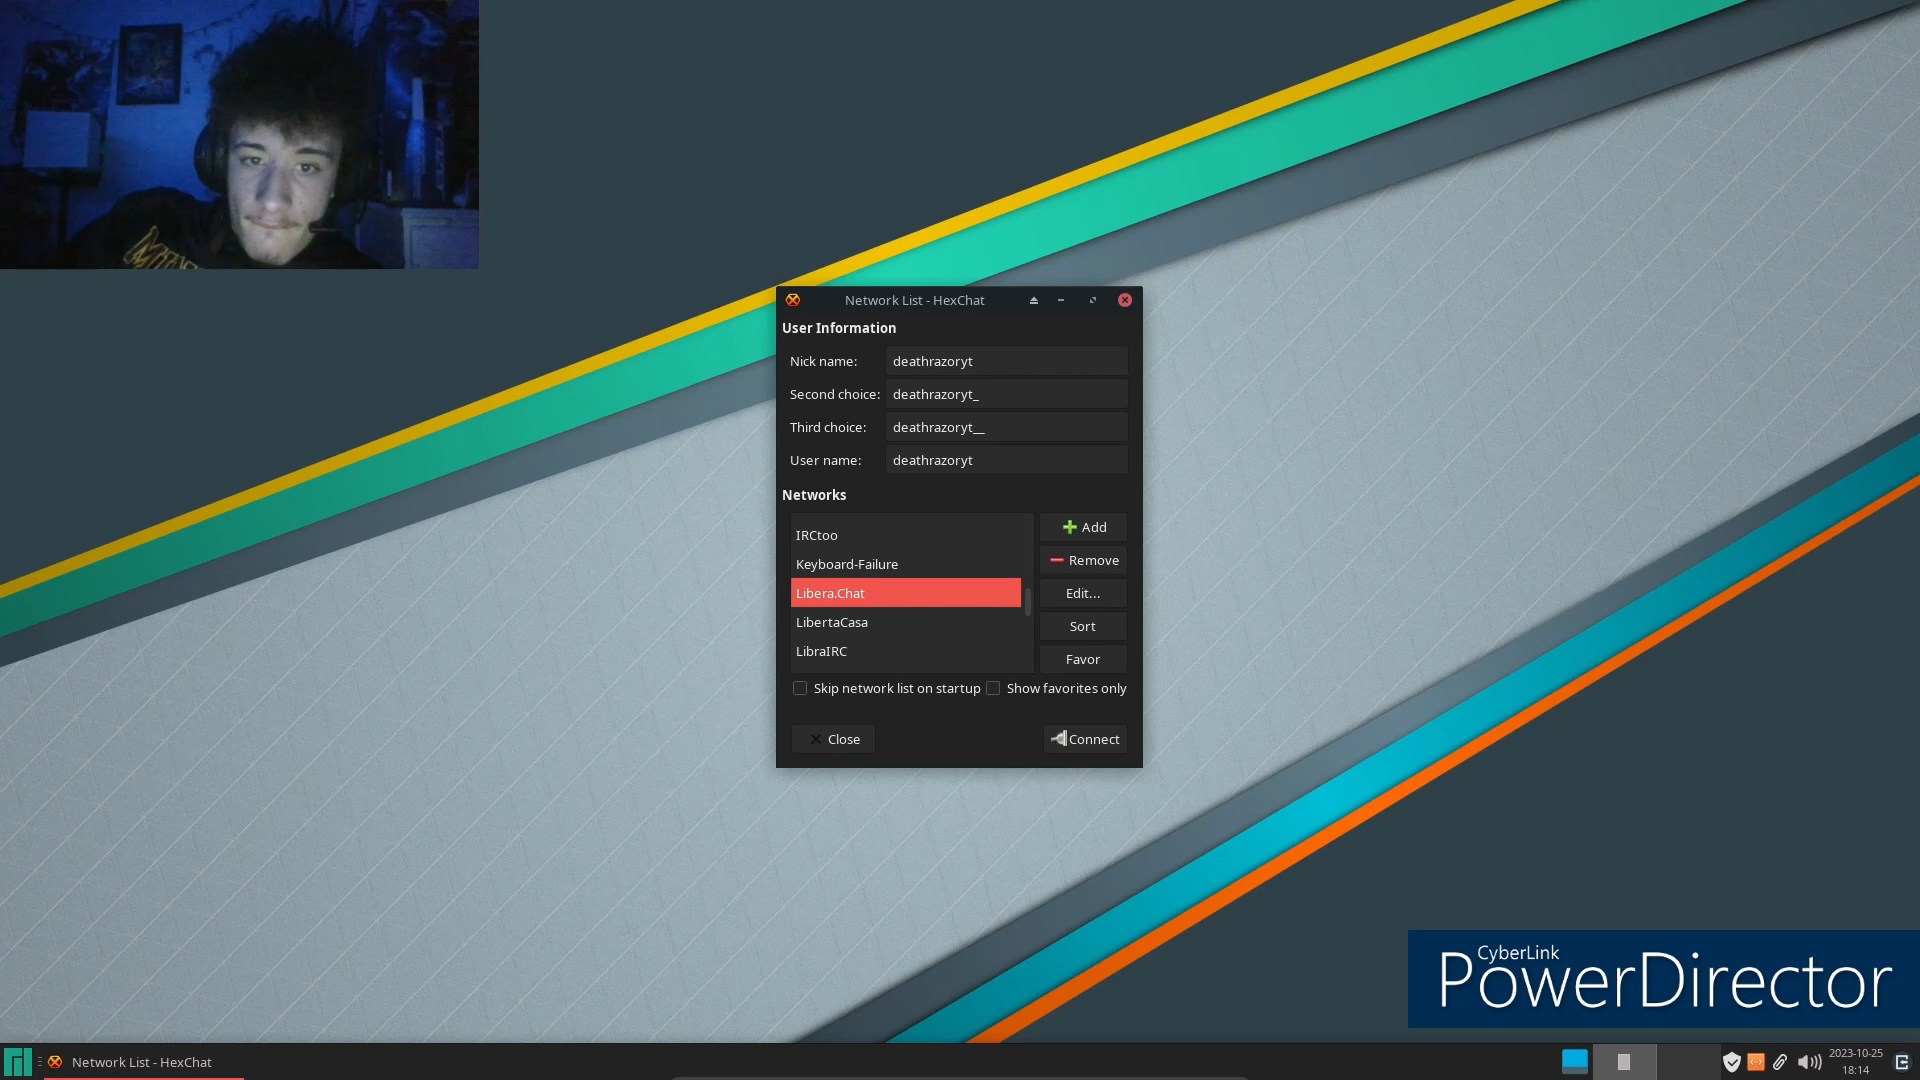 Network List - HexChat
User Information
Nick name: deathrazoryt
Second choice: deathrazoryt_
Third choice: deathrazoryt__
User name: deathrazoryt
Networks
IRCtoo
Keyboard-Failure
Libera.Chat
LibertaCasa
LibraIRC
Add
Remove
Edit...
Sort
Favor
Skip network list on startup
Show favorites only
Close
Connect
CyberLink
PowerDirector
Network List - HexChat
2023-10-25
18:14